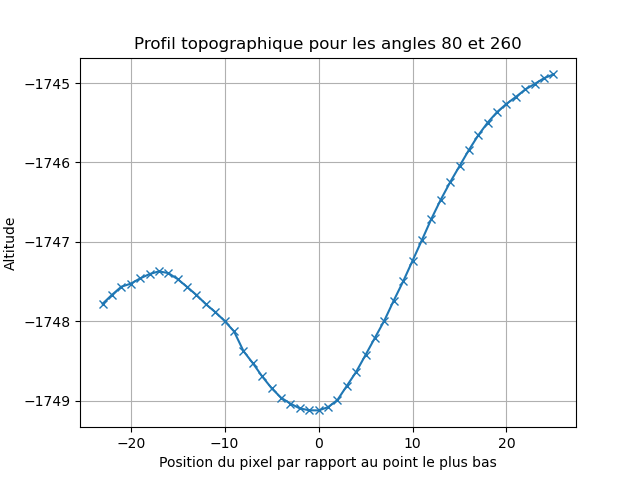 Profil topographique pour les angles 80 et 260
−1745
−1746
−1747
−1748
−1749
Altitude
−20 −10 0 10 20
Position du pixel par rapport au point le plus bas